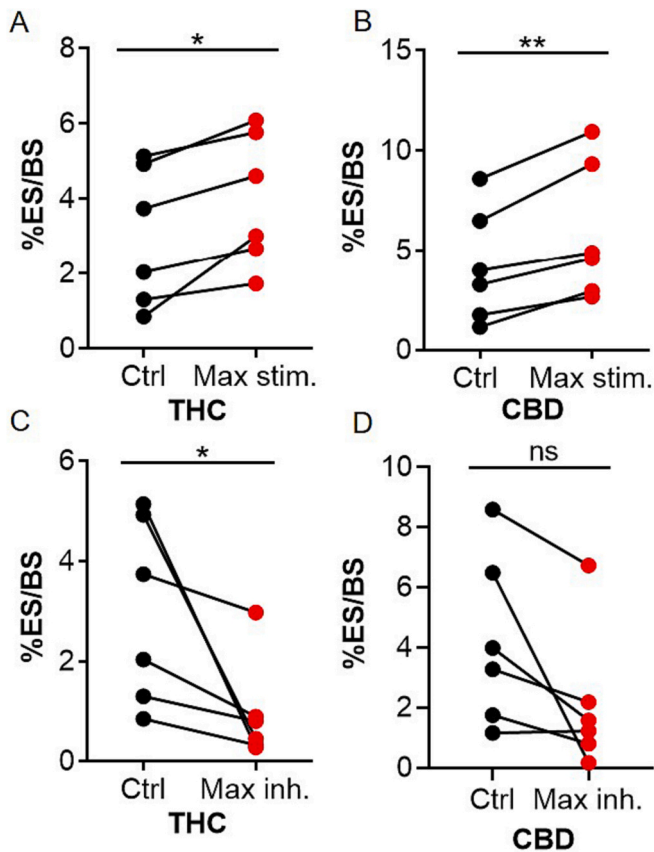 A
*
8
6
4
2
0
%ES/BS
Ctrl Max stim.
THC
B
**
15
10
5
0
%ES/BS
Ctrl Max stim.
CBD
C
*
6
4
2
0
%ES/BS
Ctrl Max inh.
THC
D
ns
10
8
6
4
2
0
%ES/BS
Ctrl Max inh.
CBD